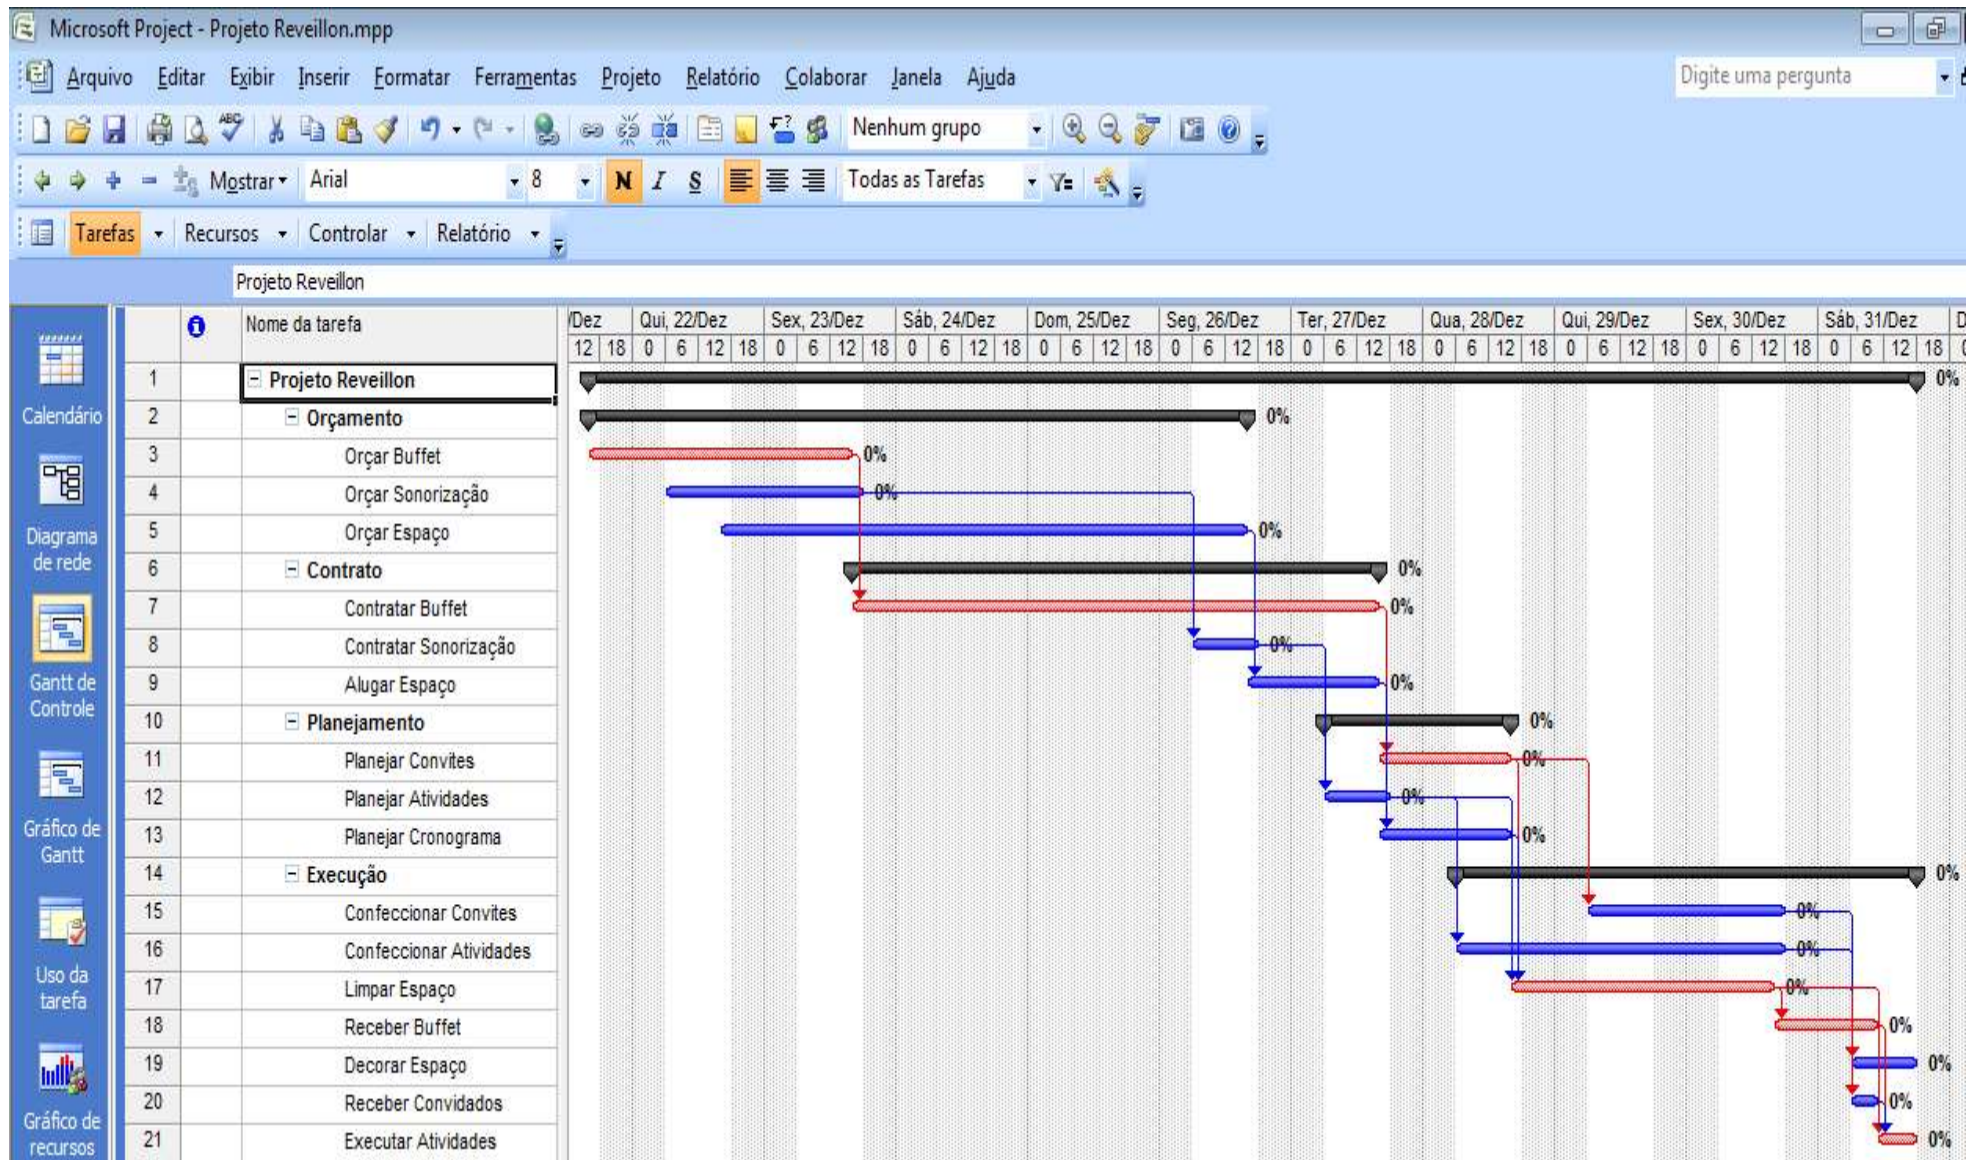 Microsoft Project - Projeto Reveillon.mpp
Arquivo Editar Exibir Inserir Formatar Ferramentas Projeto Relatório Colaborar Janela Ajuda Digite uma pergunta
ABC Nenhum grupo
Mostrar Arial 8 N I S Todas as Tarefas
Tarefas Recursos Controlar Relatório
Projeto Reveillon
Nome da tarefa /Dez Qui, 22/Dez Sex, 23/Dez Sáb, 24/Dez Dom, 25/Dez Seg, 26/Dez Ter, 27/Dez Qua, 28/Dez Qui, 29/Dez Sex, 30/Dez Sáb, 31/Dez D
12 18 0 6 12 18 0 6 12 18 0 6 12 18 0 6 12 18 0 6 12 18 0 6 12 18 0 6 12 18 0 6 12 18 0 6 12 18 0 6 12 18
1 Projeto Reveillon 0%
Calendário
2 Orçamento 0%
3 Orçar Buffet 0%
4 Orçar Sonorização 0%
5 Orçar Espaço 0%
Diagrama de rede
6 Contrato 0%
7 Contratar Buffet 0%
8 Contratar Sonorização 0%
9 Alugar Espaço 0%
Gantt de Controle
10 Planejamento 0%
11 Planejar Convites 0%
12 Planejar Atividades 0%
13 Planejar Cronograma 0%
Gráfico de Gantt
14 Execução 0%
15 Confeccionar Convites 0%
16 Confeccionar Atividades 0%
Uso da tarefa
17 Limpar Espaço 0%
18 Receber Buffet 0%
19 Decorar Espaço 0%
20 Receber Convidados 0%
Gráfico de recursos
21 Executar Atividades 0%